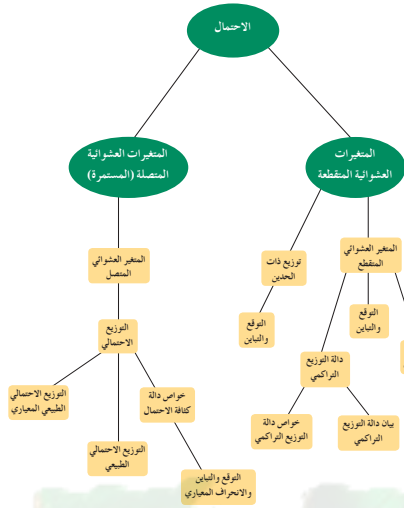 الاحتمال
المتغيرات
العشوائية المتقطعة
المتغيرات العشوائية
المتصلة (المستمرة)
المتغير العشوائي
المتقطع
توزيع ذات
الحدين
المتغير العشوائي
المتصل
التوقع
والتباين
التوقع
والتباين
التوزيع
الاحتمالي
دالة التوزيع
التراكمي
خواص دالة
كثافة الاحتمال
التوزيع الاحتمالي
الطبيعي المعياري
بيان دالة التوزيع
التراكمي
خواص دالة
التوزيع التراكمي
التوزيع الاحتمالي
الطبيعي
التوقع والتباين
والانحراف المعياري